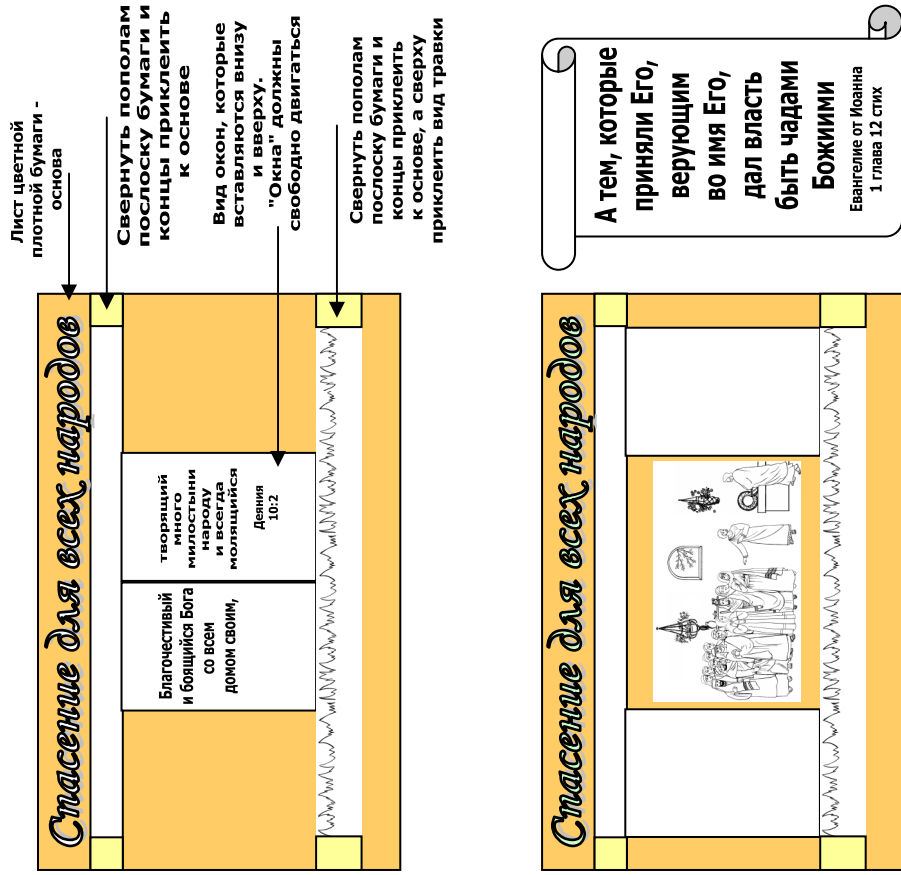 Лист цветной
плотной бумаги -
основа
Свернуть пополам
послоску бумаги и
концы приклеить
к основе
Вид окон, которые
вставляются внизу
и вверху.
"Окна" должны
свободно двигаться
Свернуть пополам
послоску бумаги и
концы приклеить
к основе, а сверху
приклеить вид травки
Спасение для всех народов
Благочестивый
и боящийся Бога
со всем
домом своим,
творящий
много
милостыни
народу
и всегда
молящийся
Деяния
10:2
А тем, которые
приняли Его,
верующим
во имя Его,
дал власть
быть чадами
Божиими
Евангелие от Иоанна
1 глава 12 стих
Спасение для всех народов